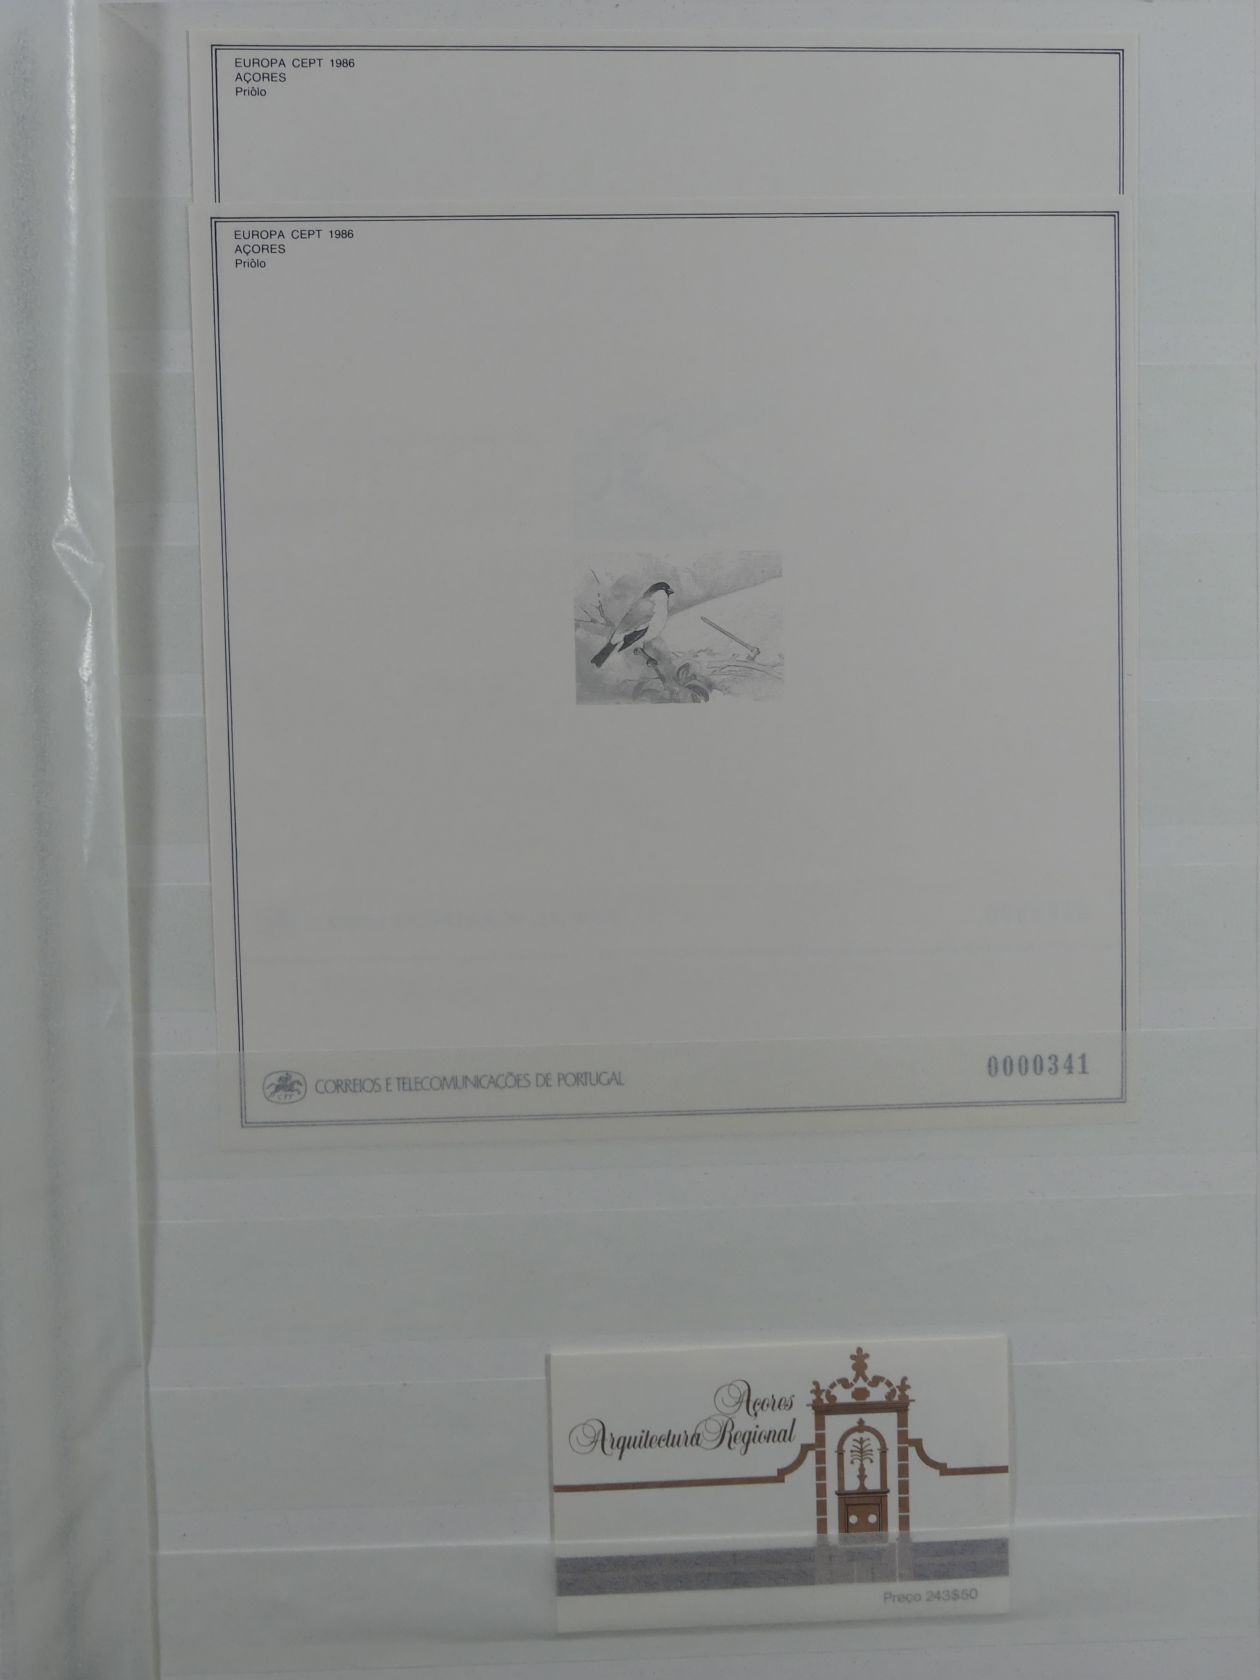 EUROPA CEPT 1986
AÇORES
Priôlo
EUROPA CEPT 1986
AÇORES
Priôlo
CORREIOS E TELECOMUNICAÇÕES DE PORTUGAL
0000341
Açores
Arquitectura Regional
Preço 243$50